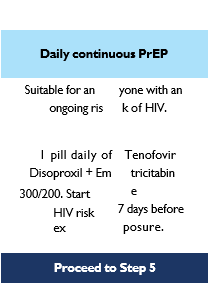 Daily continuous PrEP
Suitable for an yone with an
ongoing ris k of HIV.
1 pill daily of Tenofovir
Disoproxil + Em tricitabin
300/200. Start e
HIV risk 7 days before
ex posure.
Proceed to Step 5